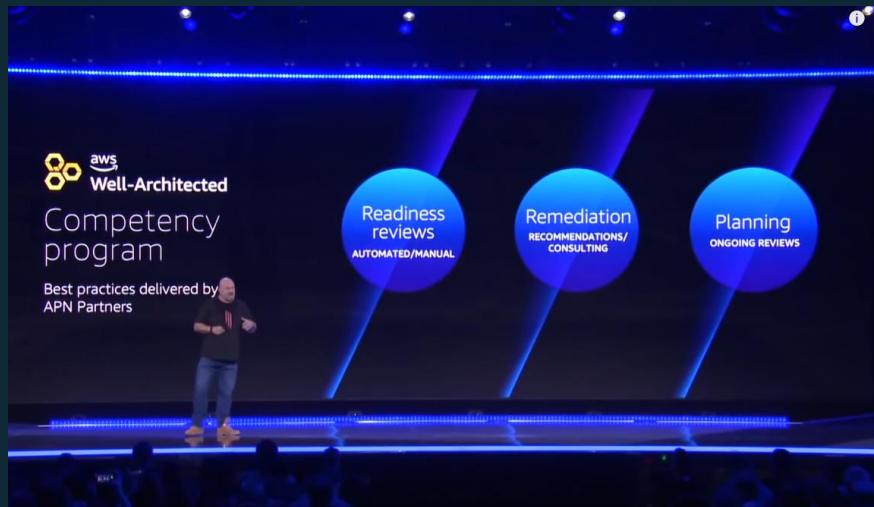 aws
Well-Architected
Competency
program
Best practices delivered by
APN Partners
Readiness
reviews
AUTOMATED/MANUAL
Remediation
RECOMMENDATIONS/
CONSULTING
Planning
ONGOING REVIEWS